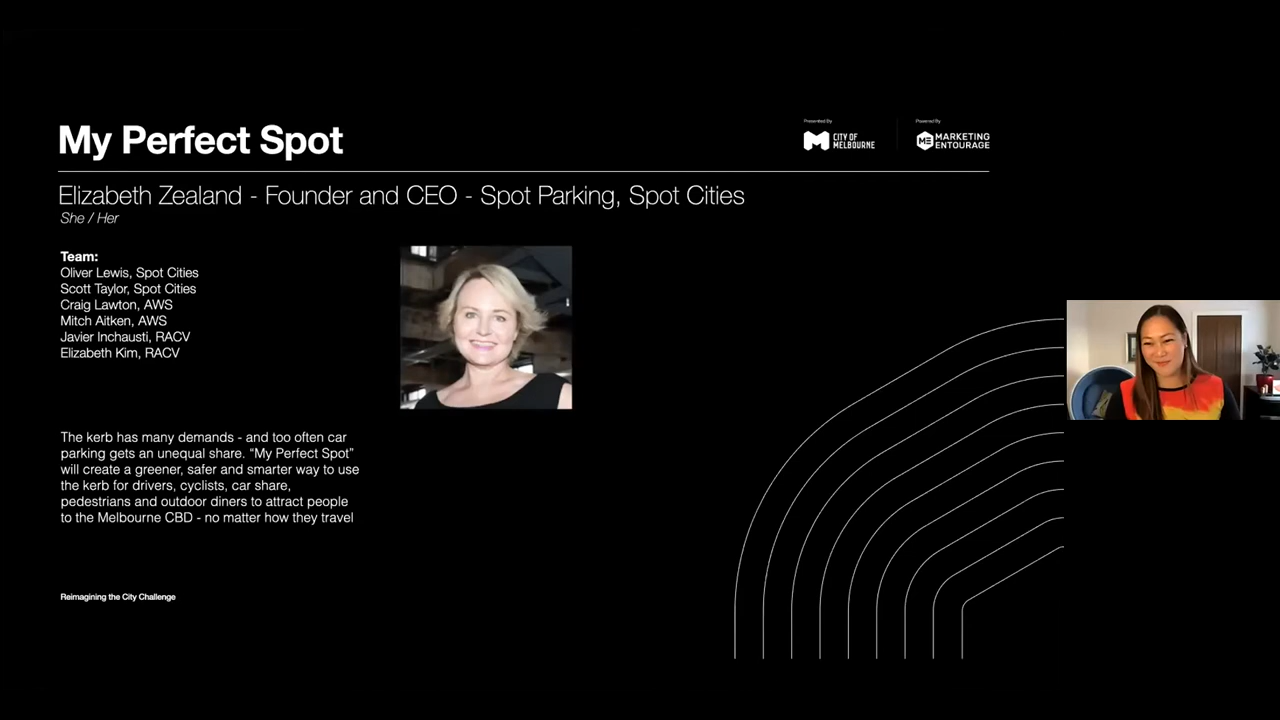 My Perfect Spot
Presented By
CITY OF
MELBOURNE
Powered By
ME MARKETING
ENTOURAGE
Elizabeth Zealand - Founder and CEO - Spot Parking, Spot Cities
She / Her
Team:
Oliver Lewis, Spot Cities
Scott Taylor, Spot Cities
Craig Lawton, AWS
Mitch Aitken, AWS
Javier Inchausti, RACV
Elizabeth Kim, RACV
The kerb has many demands - and too often car
parking gets an unequal share. “My Perfect Spot”
will create a greener, safer and smarter way to use
the kerb for drivers, cyclists, car share,
pedestrians and outdoor diners to attract people
to the Melbourne CBD - no matter how they travel
Reimagining the City Challenge